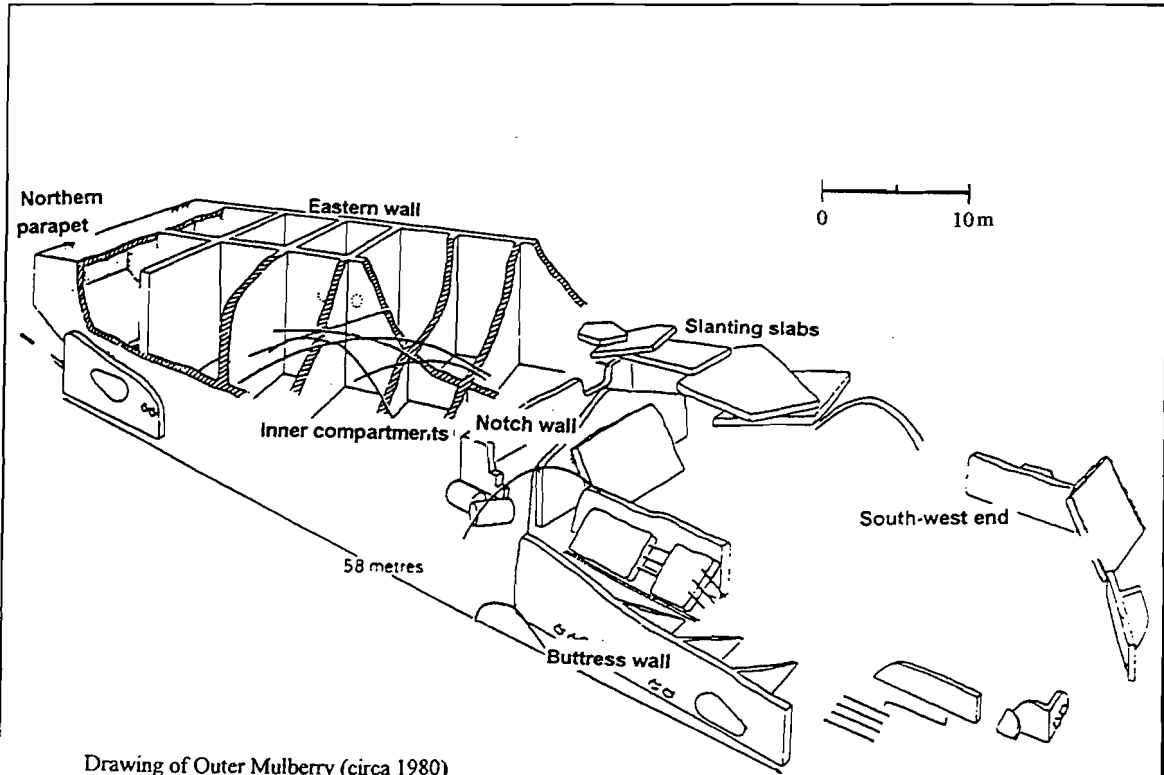 Northern
parapet
Eastern wall
0
10m
Slanting slabs
Inner compartments
Notch wall
South-west end
58 metres
Buttress wall
Drawing of Outer Mulberry (circa 1980)